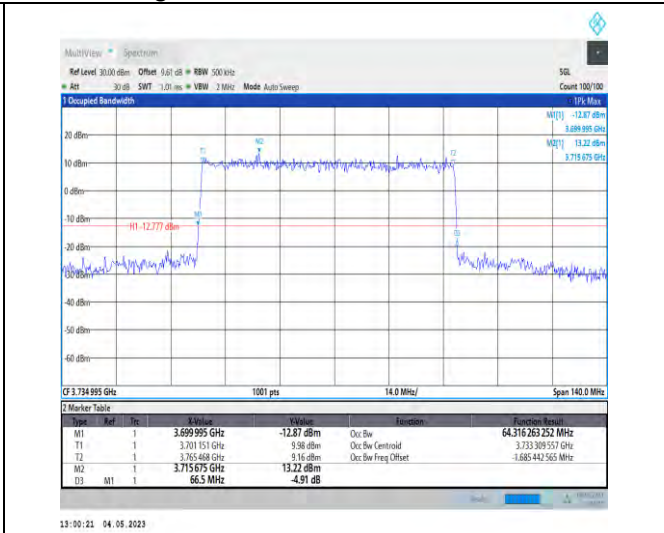 MultiView Spectrum
Ref Level 30.00 dBm Offset 9.61 dB RBW 500 kHz SGL
Att 30 dB SWT 1.01 ms VBW 2 MHz Mode Auto Sweep Count 100/100
1 Occupied Bandwidth 1Pk Max
M1[1] -12.87 dBm
3.699 995 GHz
M2[1] 13.22 dBm
3.715 675 GHz
20 dBm
M2
T1 T2
10 dBm
0 dBm
-10 dBm
M1
H1 -12.777 dBm
D3
-20 dBm
-30 dBm
-40 dBm
-50 dBm
-60 dBm
CF 3.734 995 GHz 1001 pts 14.0 MHz/ Span 140.0 MHz
2 Marker Table
Type Ref Trc X-Value Y-Value Function Function Result
M1 1 3.699 995 GHz -12.87 dBm Occ Bw 64.316 263 252 MHz
T1 1 3.701 151 GHz 9.98 dBm Occ Bw Centroid 3.733 309 557 GHz
T2 1 3.765 468 GHz 9.16 dBm Occ Bw Freq Offset -1.685 442 565 MHz
M2 1 3.715 675 GHz 13.22 dBm
D3 M1 1 66.5 MHz -4.91 dB
13:00:21 04.05.2023